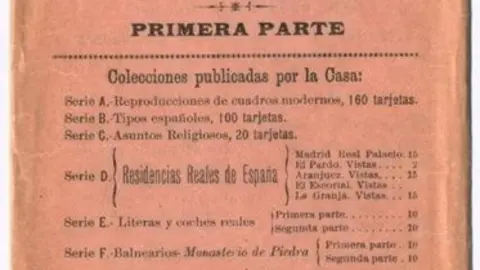 PRIMERA PARTE
Colecciones publicadas por la Casa:
Serie A.-Reproducciones de cuadros modernos, 160 tarjetas.
Serie B.-Tipos españoles, 100 tarjetas.
Serie C.-Asuntos Religiosos, 20 tarjetas.
Serie D. Residencias Reales de España
Madrid Real Palacio. 15
El Pardo. Vistas . . . 2
Aranjuez. Vistas . . . 15
El Escorial. Vistas . .
La Granja. Vistas. . . 15
Serie E.- Literas y coches reales
Primera parte. . . . . . . . 10
Segunda parte. . . . . . . 10
Serie F.-Balnearios-Monasterio de Piedra
Primera parte . 10
Segunda parte. 10